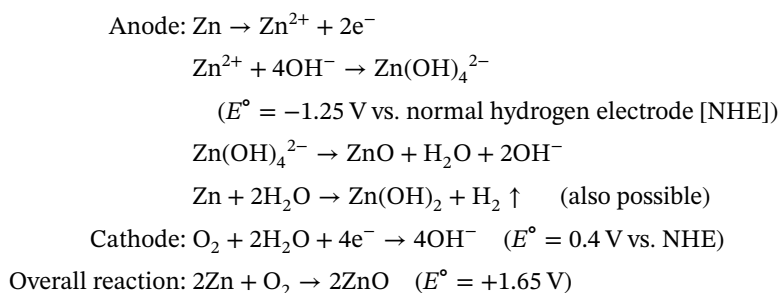 Anode: Zn → Zn²⁺ + 2e⁻
Zn²⁺ + 4OH⁻ → Zn(OH)₄²⁻
(E° = −1.25 V vs. normal hydrogen electrode [NHE])
Zn(OH)₄²⁻ → ZnO + H₂O + 2OH⁻
Zn + 2H₂O → Zn(OH)₂ + H₂ ↑ (also possible)
Cathode: O₂ + 2H₂O + 4e⁻ → 4OH⁻ (E° = 0.4 V vs. NHE)
Overall reaction: 2Zn + O₂ → 2ZnO (E° = +1.65 V)